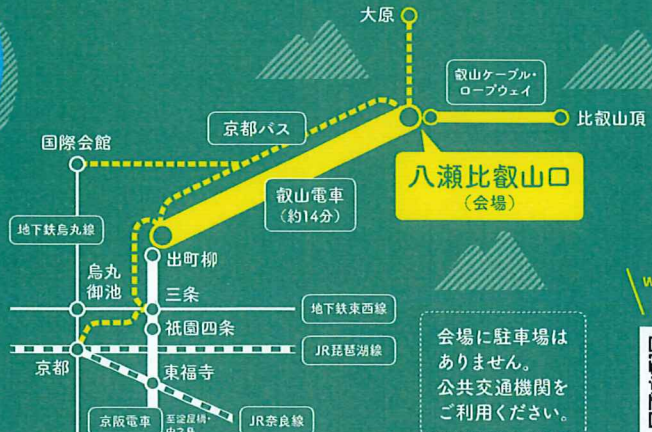 大原
叡山ケーブル・
ロープウェイ
京都バス
比叡山頂
国際会館
八瀬比叡山口
(会場)
叡山電車
(約14分)
地下鉄烏丸線
出町柳
烏丸
御池
三条
地下鉄東西線
祇園四条
会場に駐車場は
ありません。
公共交通機関を
ご利用ください。
JR琵琶湖線
京都
東福寺
京阪電車
至淀屋橋・
JR奈良線